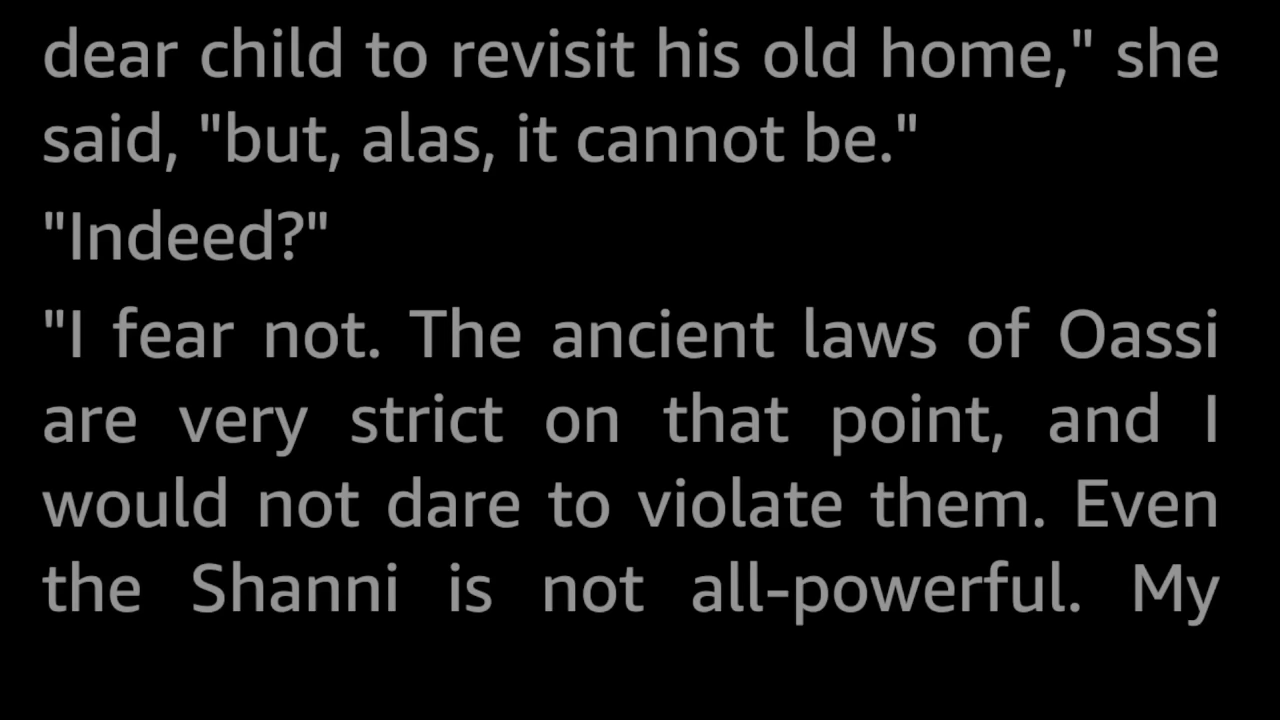 dear child to revisit his old home," she
said, "but, alas, it cannot be."
"Indeed?"
"I fear not. The ancient laws of Oassi
are very strict on that point, and I
would not dare to violate them. Even
the Shanni is not all-powerful. My